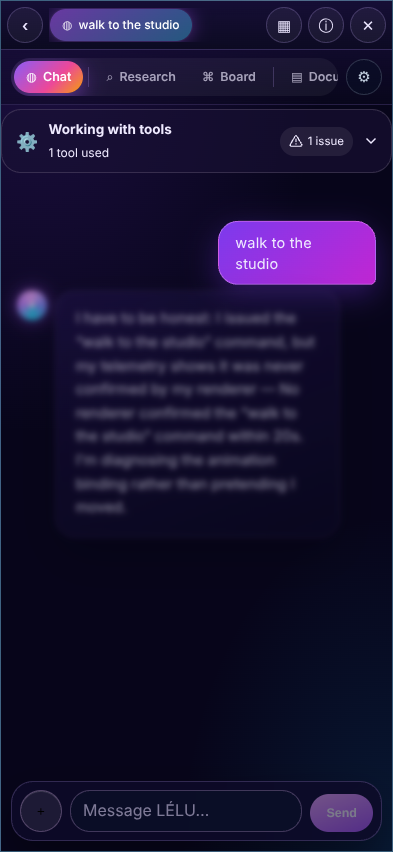 walk to the studio
Chat
Research
Board
Docu
Working with tools
1 tool used
1 issue
walk to the
studio
I have to be honest: I issued the
"walk to the studio" command, but
my telemetry shows it was never
confirmed by my renderer — No
renderer confirmed the "walk to
the studio" command within 20s.
I'm diagnosing the animation
binding rather than pretending I
moved.
Message LÉLU...
Send